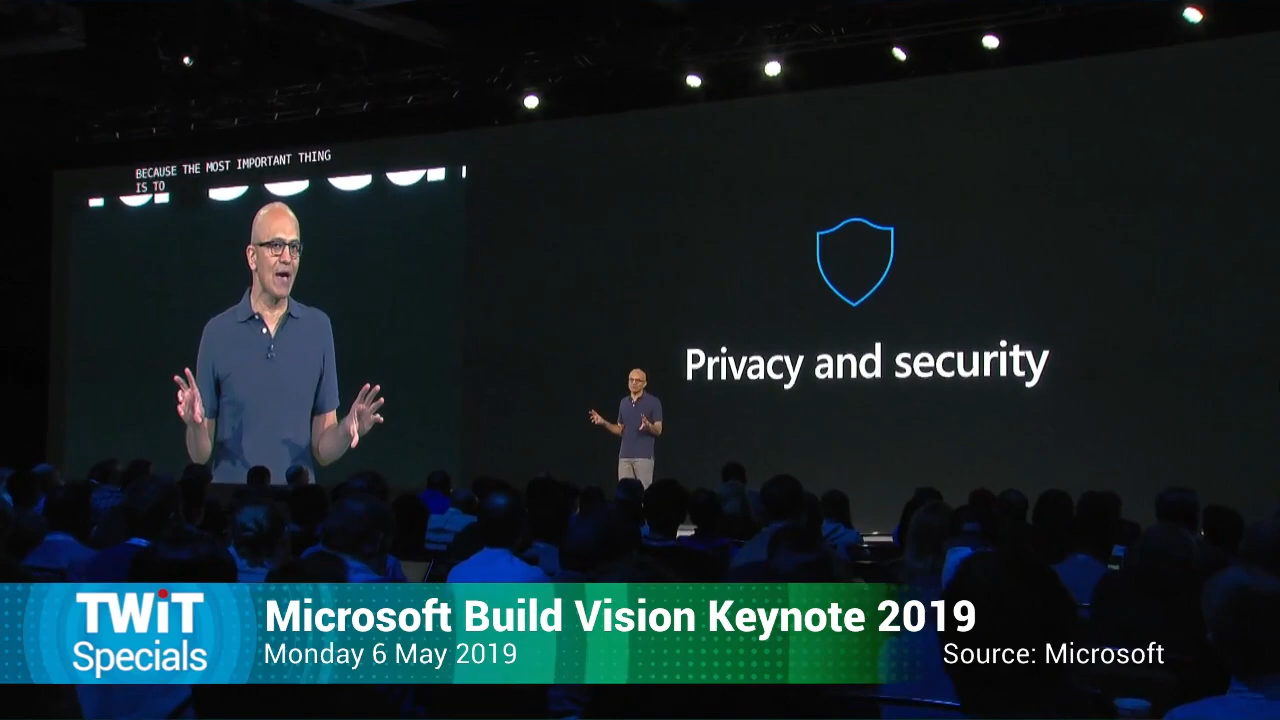 BECAUSE THE MOST IMPORTANT THING
IS TO
Privacy and security
TWiT
Specials
Microsoft Build Vision Keynote 2019
Monday 6 May 2019
Source: Microsoft